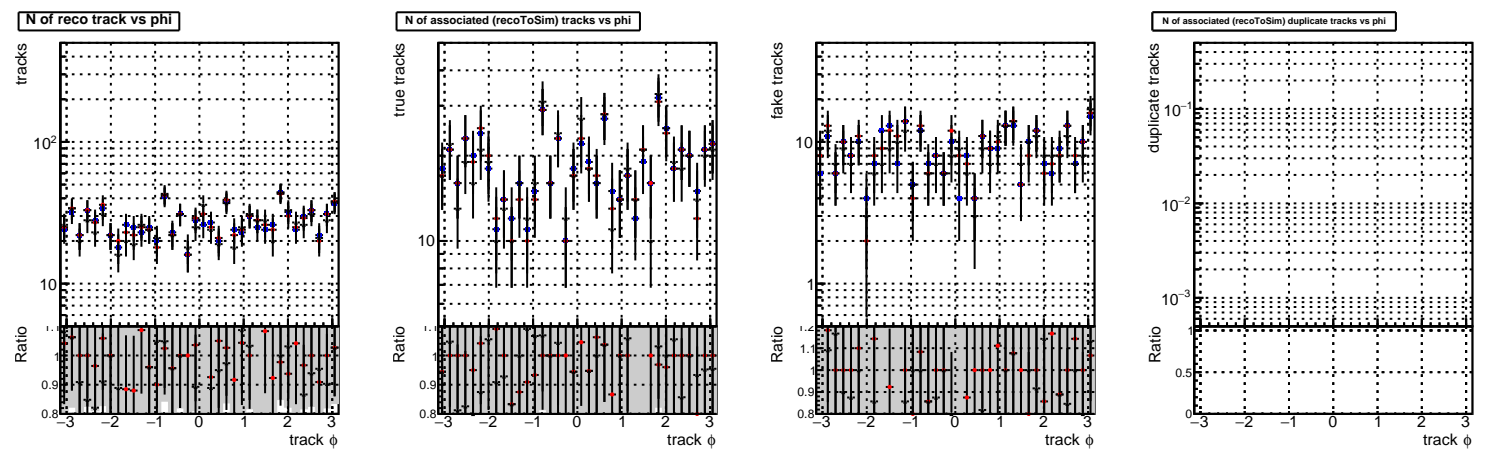 N of reco track vs phi
tracks
10²
10
Ratio
1
0.9
0.8
−3 −2 −1 0 1 2 3
track ϕ
N of associated (recoToSim) tracks vs phi
true tracks
10
Ratio
1
0.9
0.8
−3 −2 −1 0 1 2 3
track ϕ
fake tracks
10
1
Ratio
1.2
1.1
1
0.9
0.8
−3 −2 −1 0 1 2 3
track ϕ
N of associated (recoToSim) duplicate tracks vs phi
duplicate tracks
10⁻¹
10⁻²
10⁻³
Ratio
1
0.5
0
−3 −2 −1 0 1 2 3
track ϕ